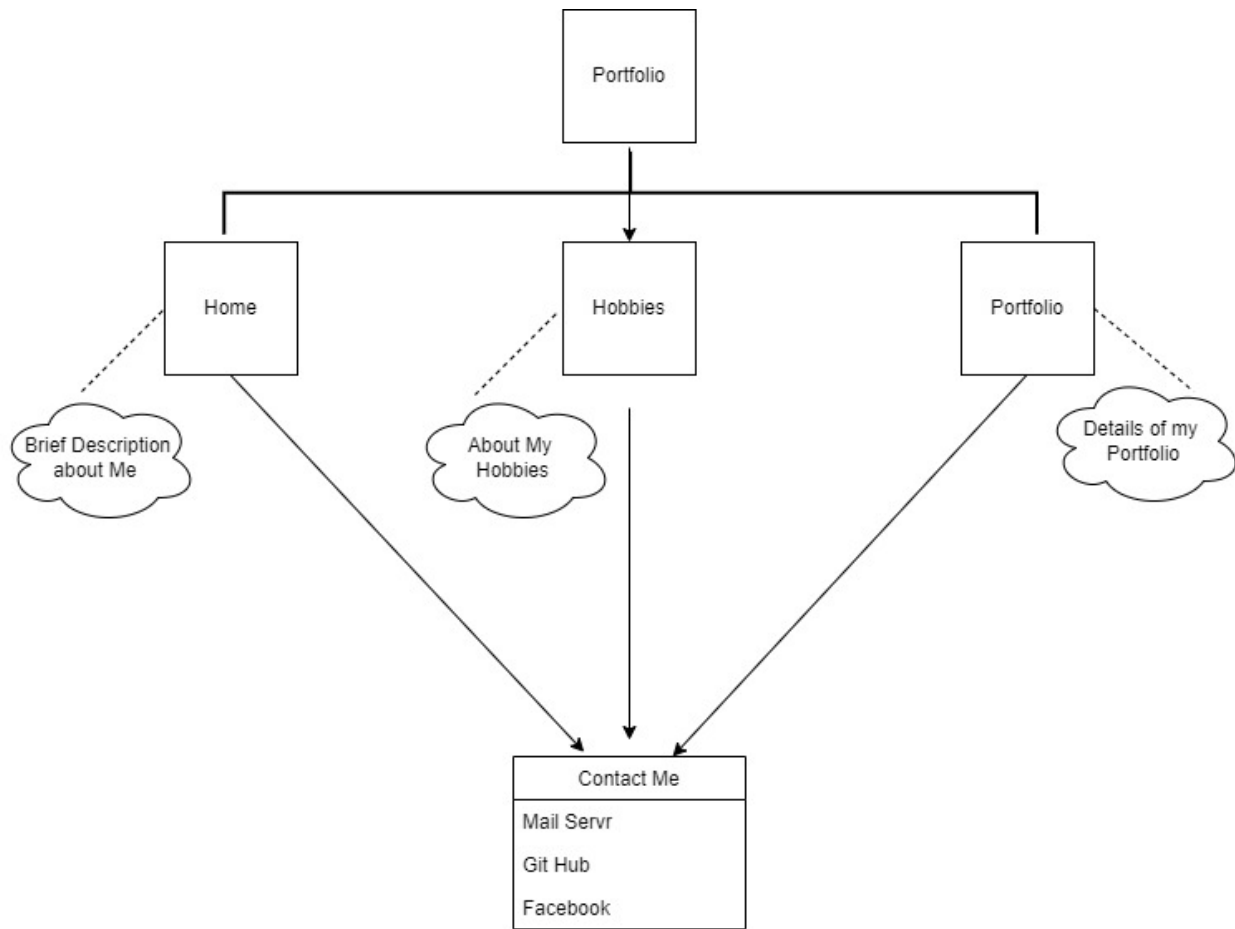 Portfolio
Home
Hobbies
Portfolio
Brief Description
about Me
About My
Hobbies
Details of my
Portfolio
Contact Me
Mail Servr
Git Hub
Facebook